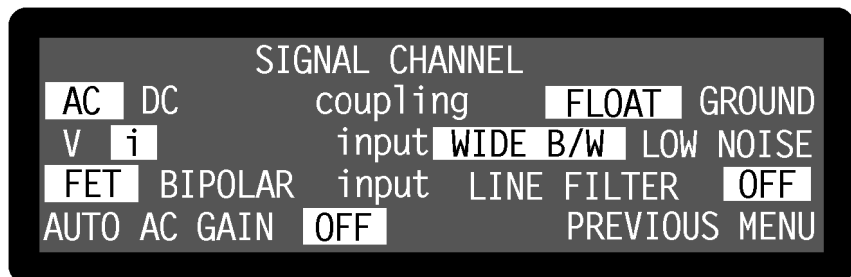 SIGNAL CHANNEL
AC DC coupling FLOAT GROUND
V i input WIDE B/W LOW NOISE
FET BIPOLAR input LINE FILTER OFF
AUTO AC GAIN OFF PREVIOUS MENU